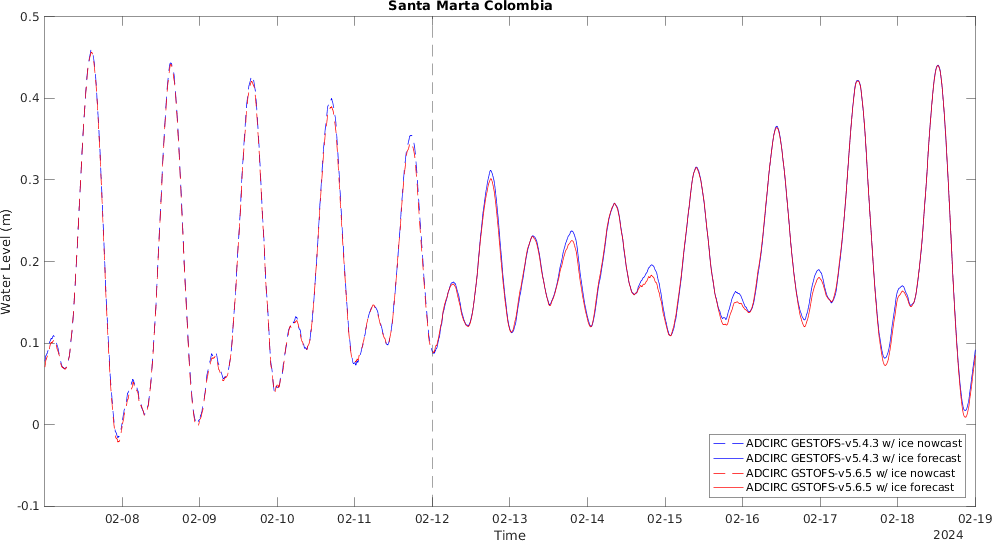 Santa Marta Colombia
0.5
0.4
0.3
0.2
0.1
0
-0.1
Water Level (m)
02-08 02-09 02-10 02-11 02-12 02-13 02-14 02-15 02-16 02-17 02-18 02-19
Time
2024
ADCIRC GESTOFS-v5.4.3 w/ ice nowcast
ADCIRC GESTOFS-v5.4.3 w/ ice forecast
ADCIRC GSTOFS-v5.6.5 w/ ice nowcast
ADCIRC GSTOFS-v5.6.5 w/ ice forecast